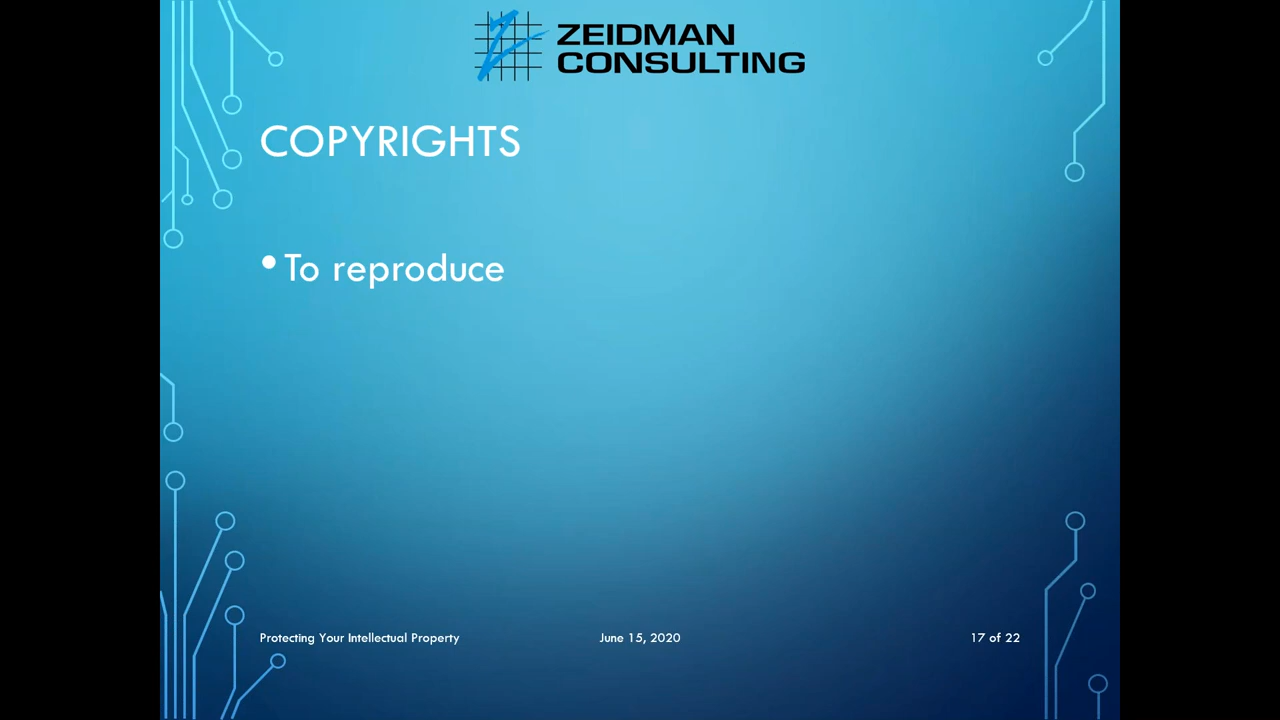 ZEIDMAN
CONSULTING
COPYRIGHTS
• To reproduce
Protecting Your Intellectual Property
June 15, 2020
17 of 22